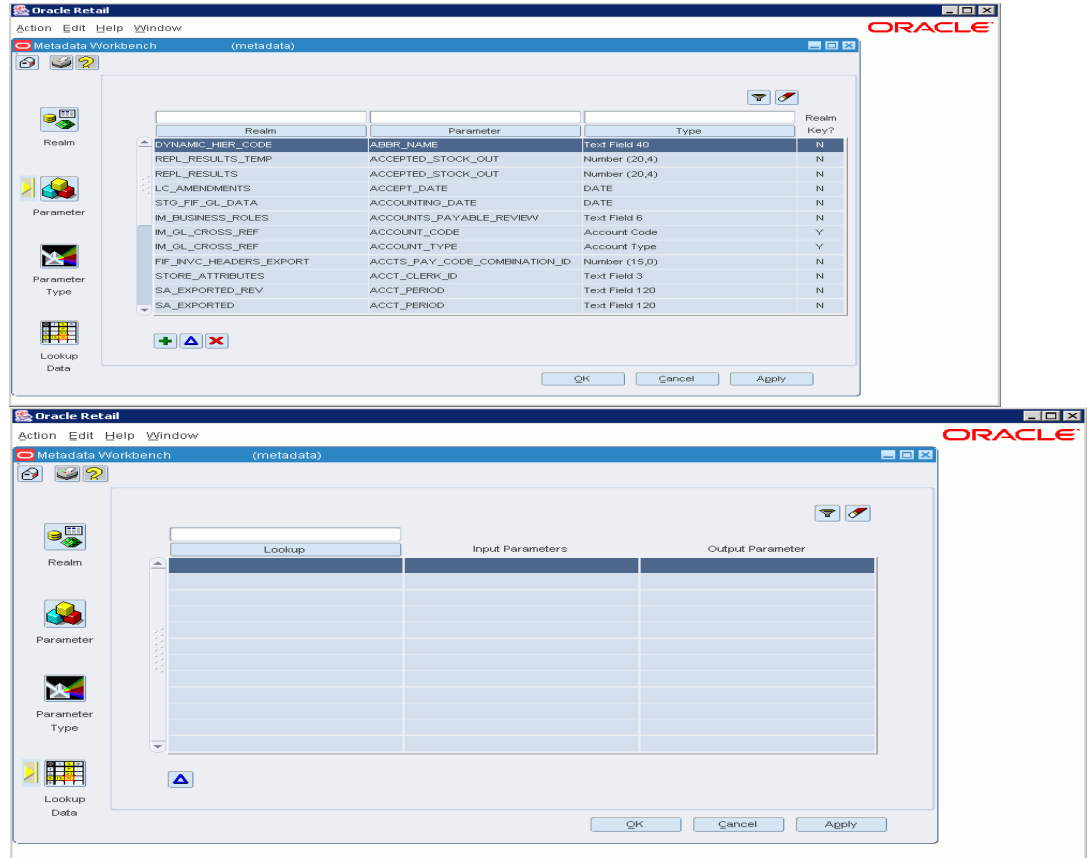 Oracle Retail
Action Edit Help Window
ORACLE
Metadata Workbench (metadata)
Realm
Parameter
Parameter Type
Lookup Data
Realm Parameter Type Realm Key?
DYNAMIC_HIER_CODE ABBR_NAME Text Field 40 N
REPL_RESULTS_TEMP ACCEPTED_STOCK_OUT Number (20,4) N
REPL_RESULTS ACCEPTED_STOCK_OUT Number (20,4) N
LC_AMENDMENTS ACCEPT_DATE DATE N
STG_FIF_GL_DATA ACCOUNTING_DATE DATE N
IM_BUSINESS_ROLES ACCOUNTS_PAYABLE_REVIEW Text Field 6 N
IM_GL_CROSS_REF ACCOUNT_CODE Account Code Y
IM_GL_CROSS_REF ACCOUNT_TYPE Account Type Y
FIF_INVC_HEADERS_EXPORT ACCTS_PAY_CODE_COMBINATION_ID Number (15,0) N
STORE_ATTRIBUTES ACCT_CLERK_ID Text Field 3 N
SA_EXPORTED_REV ACCT_PERIOD Text Field 120 N
SA_EXPORTED ACCT_PERIOD Text Field 120 N
OK Cancel Apply
Oracle Retail
Action Edit Help Window
ORACLE
Metadata Workbench (metadata)
Realm
Parameter
Parameter Type
Lookup Data
Lookup Input Parameters Output Parameter
OK Cancel Apply